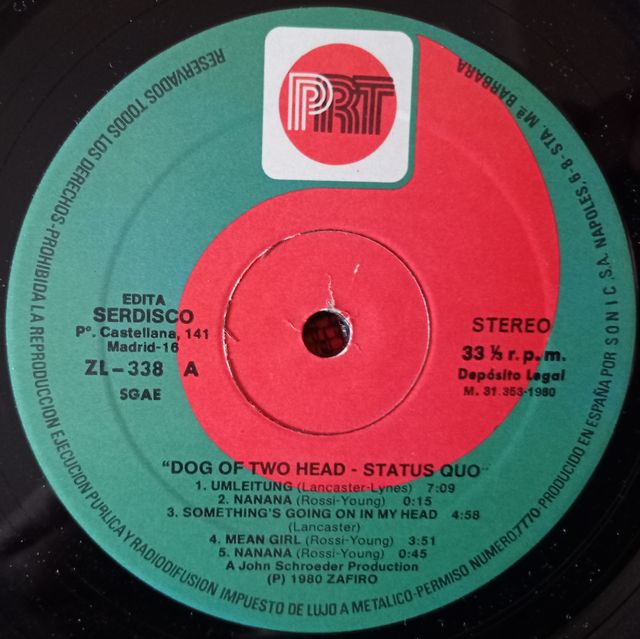 PRT
RESERVADOS TODOS LOS DERECHOS-PROHIBIDA LA REPRODUCCION EJECUCION PUBLICA Y RADIODIFUSION IMPUESTO DE LUJO A METALICO-PERMISO NUMERO:7770-PRODUCIDO EN ESPAÑA POR SONIC S.A. NAPOLES, 6-8-STA. Mª BARBARA
EDITA
SERDISCO
Pº. Castellana, 141
Madrid-16
ZL-338 A
SGAE
STEREO
33 ⅓ r.p.m.
Depósito Legal
M. 31.353-1980
"DOG OF TWO HEAD - STATUS QUO"
1. UMLEITUNG (Lancaster-Lynes) 7:09
2. NANANA (Rossi-Young) 0:15
3. SOMETHING'S GOING ON IN MY HEAD 4:58
(Lancaster)
4. MEAN GIRL (Rossi-Young) 3:51
5. NANANA (Rossi-Young) 0:45
A John Schroeder Production
(P) 1980 ZAFIRO